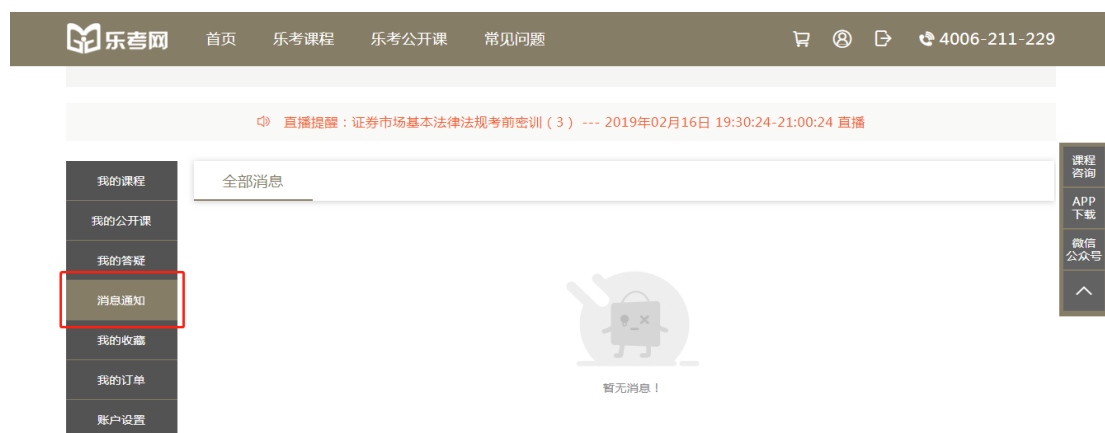 乐考网 首页 乐考课程 乐考公开课 常见问题 4006-211-229
直播提醒：证券市场基本法律法规考前密训（3） --- 2019年02月16日 19:30:24-21:00:24 直播
我的课程
我的公开课
我的答疑
消息通知
我的收藏
我的订单
账户设置
全部消息
暂无消息！
课程
咨询
APP
下载
微信
公众号